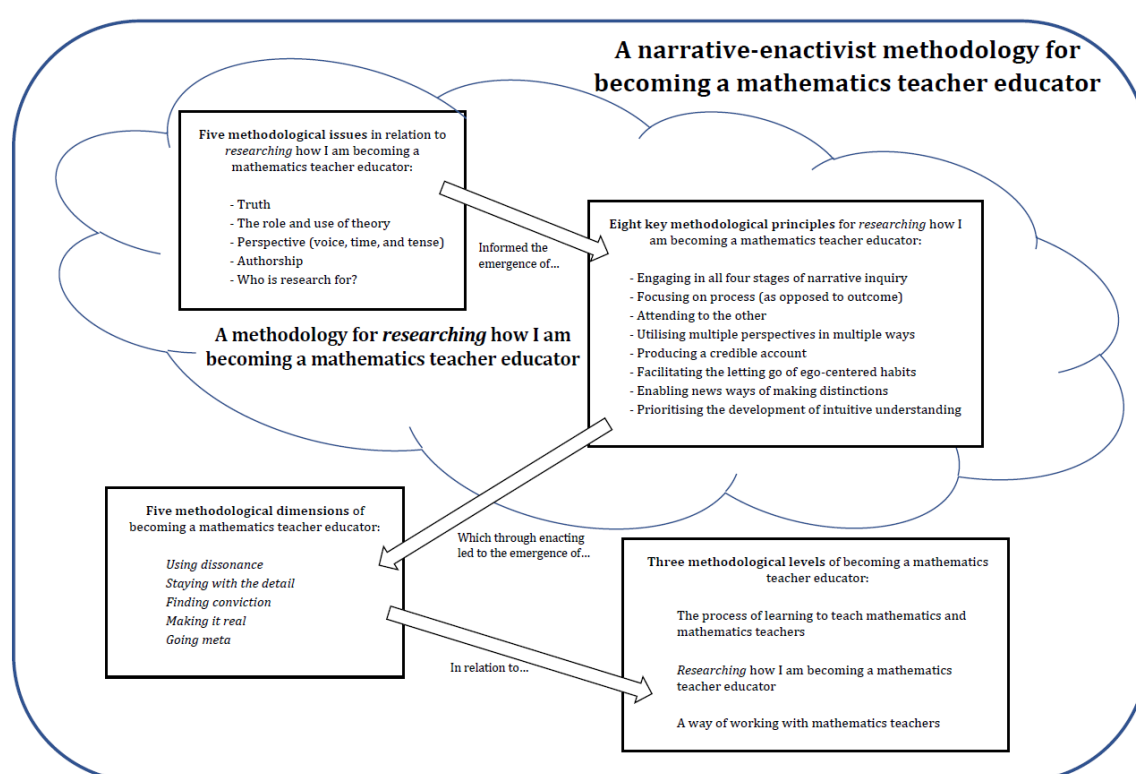 A narrative-enactivist methodology for
becoming a mathematics teacher educator
Five methodological issues in relation to
researching how I am becoming a
mathematics teacher educator:
- Truth
- The role and use of theory
- Perspective (voice, time, and tense)
- Authorship
- Who is research for?
Informed the
emergence of...
Eight key methodological principles for researching how I
am becoming a mathematics teacher educator:
- Engaging in all four stages of narrative inquiry
- Focusing on process (as opposed to outcome)
- Attending to the other
- Utilising multiple perspectives in multiple ways
- Producing a credible account
- Facilitating the letting go of ego-centered habits
- Enabling news ways of making distinctions
- Prioritising the development of intuitive understanding
A methodology for researching how I am
becoming a mathematics teacher educator
Five methodological dimensions of
becoming a mathematics teacher educator:
Using dissonance
Staying with the detail
Finding conviction
Making it real
Going meta
Which through enacting
led to the emergence of...
In relation to...
Three methodological levels of becoming a mathematics
teacher educator:
The process of learning to teach mathematics and
mathematics teachers
Researching how I am becoming a mathematics
teacher educator
A way of working with mathematics teachers